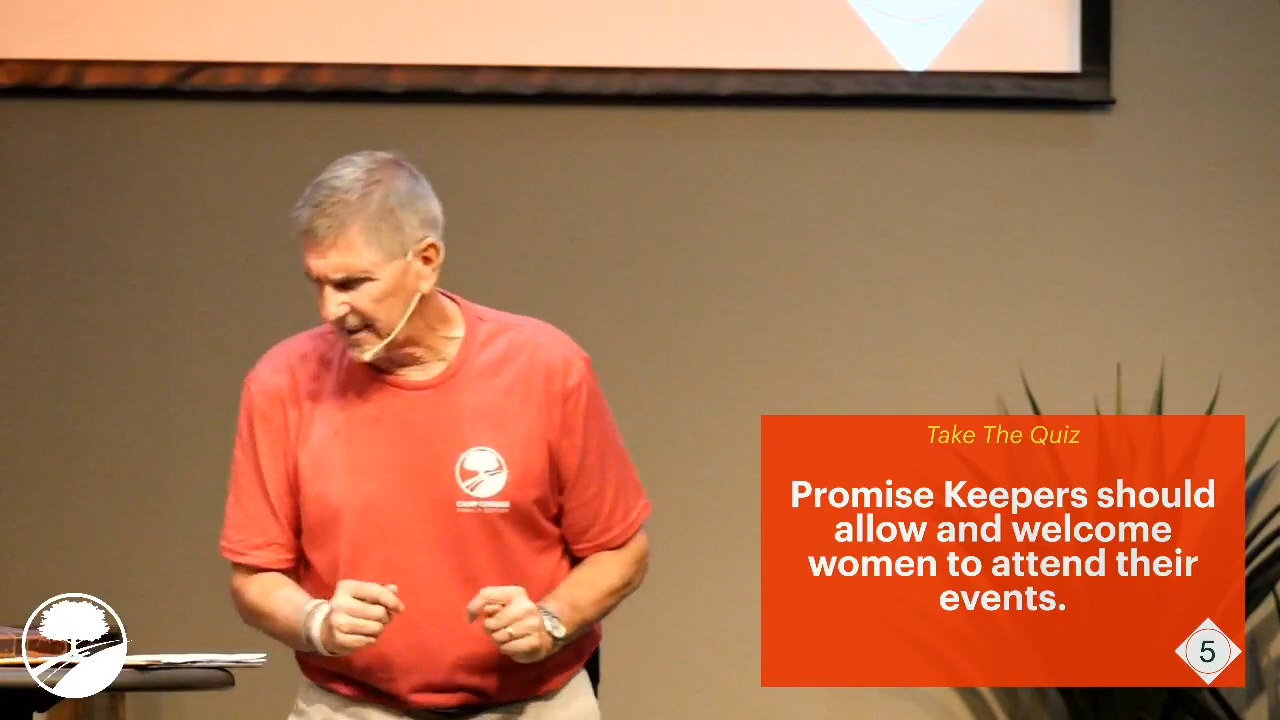 Take The Quiz
Promise Keepers should
allow and welcome
women to attend their
events.
5